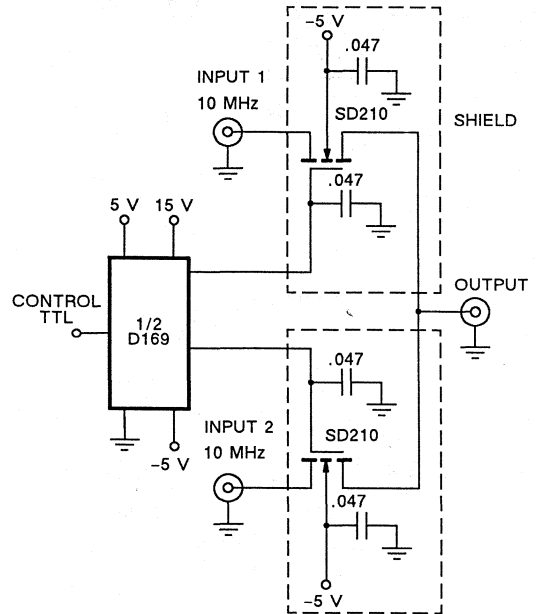 −5 V
.047
INPUT 1
10 MHz
SD210
SHIELD
.047
5 V
15 V
CONTROL
TTL
1/2
D169
OUTPUT
.047
INPUT 2
10 MHz
SD210
−5 V
.047
−5 V